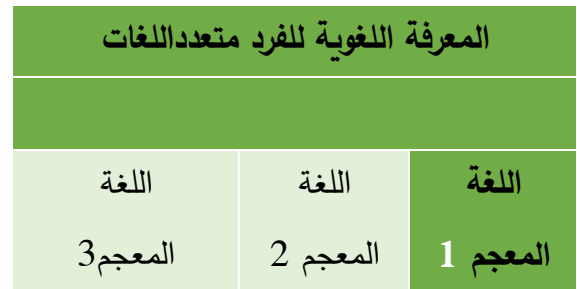 المعرفة اللغوية للفرد متعدداللغات
اللغة اللغة اللغة
المعجم 1 المعجم 2 المعجم3